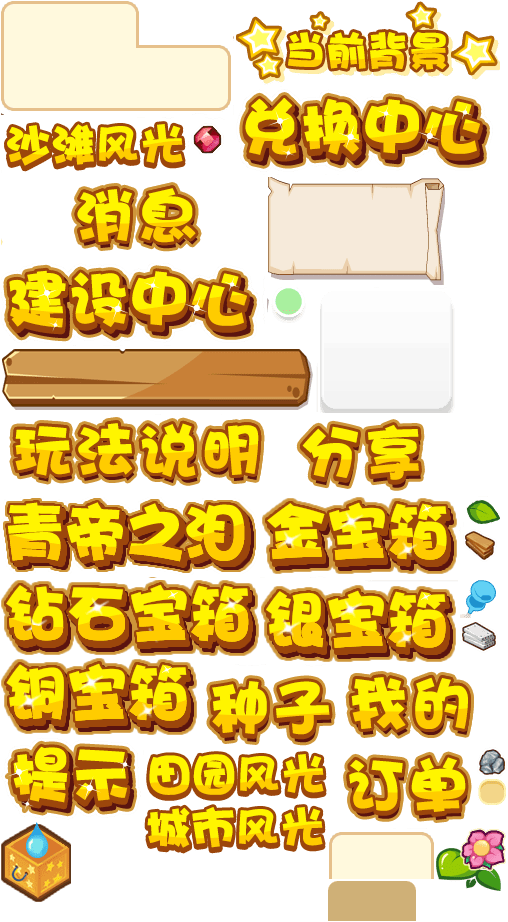 当前背景
沙滩风光
兑换中心
消息
建设中心
玩法说明
分享
青帝之泪
金宝箱
钻石宝箱
银宝箱
铜宝箱
种子
我的
提示
田园风光
订单
城市风光